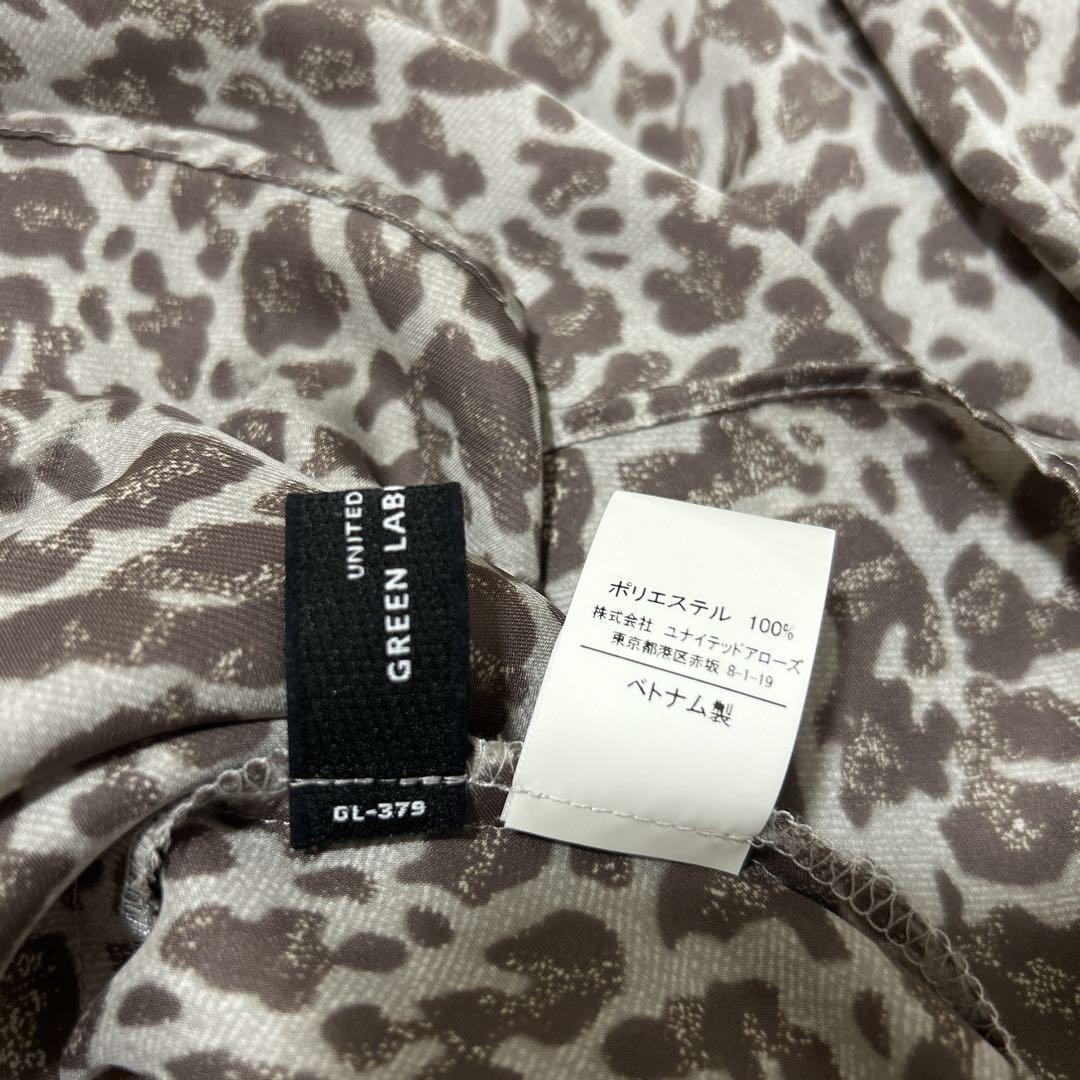 UNITED
GREEN LAB
GL-379
ポリエステル 100%
株式会社 ユナイテッドアローズ
東京都港区赤坂 8-1-19
ベトナム製